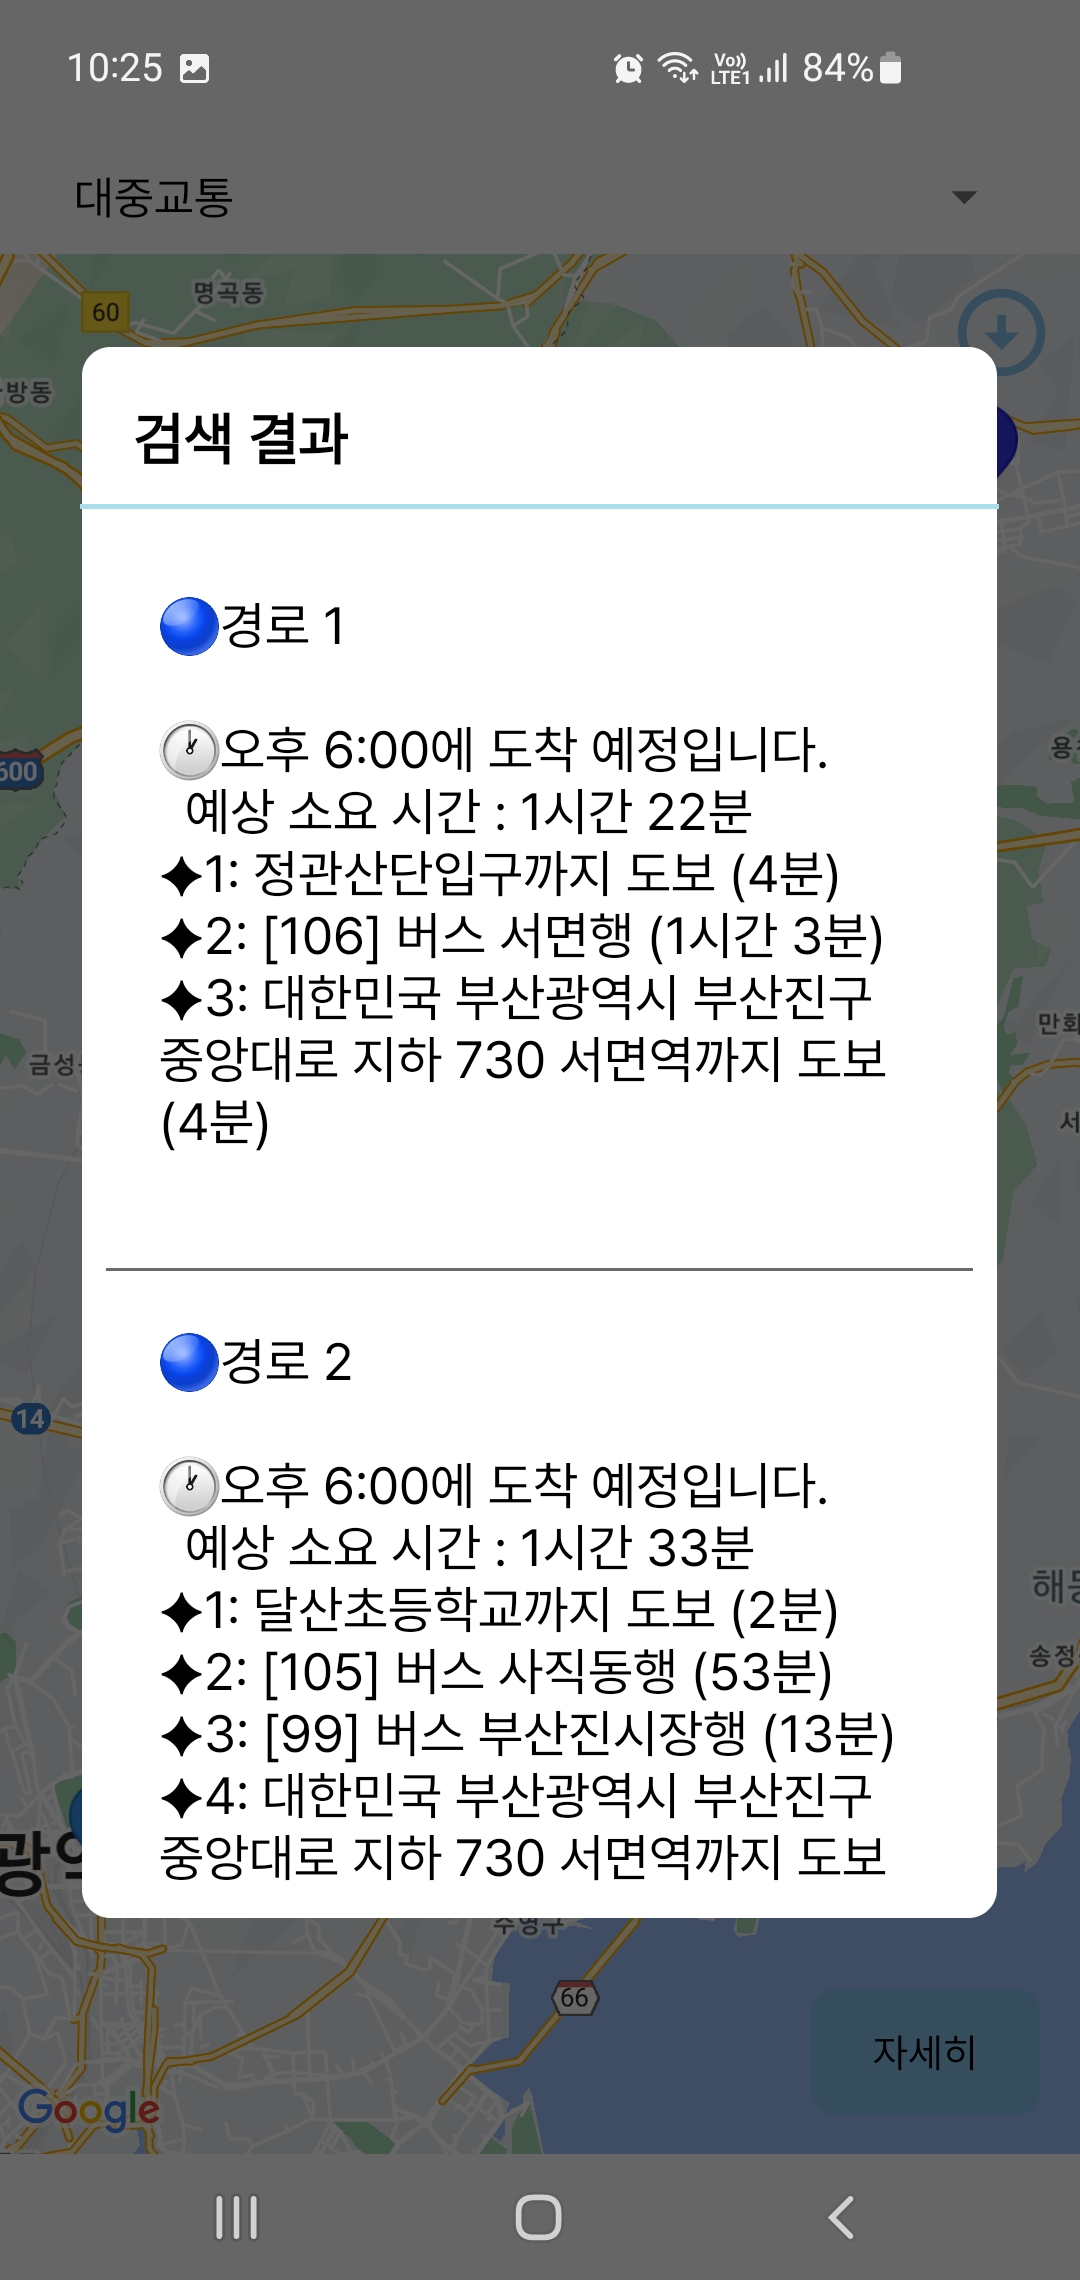 10:25
Vo))
LTE1
84%
대중교통
명곡동
60
방동
검색 결과
경로 1
오후 6:00에 도착 예정입니다.
예상 소요 시간 : 1시간 22분
✦1: 정관산단입구까지 도보 (4분)
✦2: [106] 버스 서면행 (1시간 3분)
✦3: 대한민국 부산광역시 부산진구
중앙대로 지하 730 서면역까지 도보
(4분)
경로 2
오후 6:00에 도착 예정입니다.
예상 소요 시간 : 1시간 33분
✦1: 달산초등학교까지 도보 (2분)
✦2: [105] 버스 사직동행 (53분)
✦3: [99] 버스 부산진시장행 (13분)
✦4: 대한민국 부산광역시 부산진구
중앙대로 지하 730 서면역까지 도보
600
금성
14
만화
서
송정
수영구
66
자세히
Google